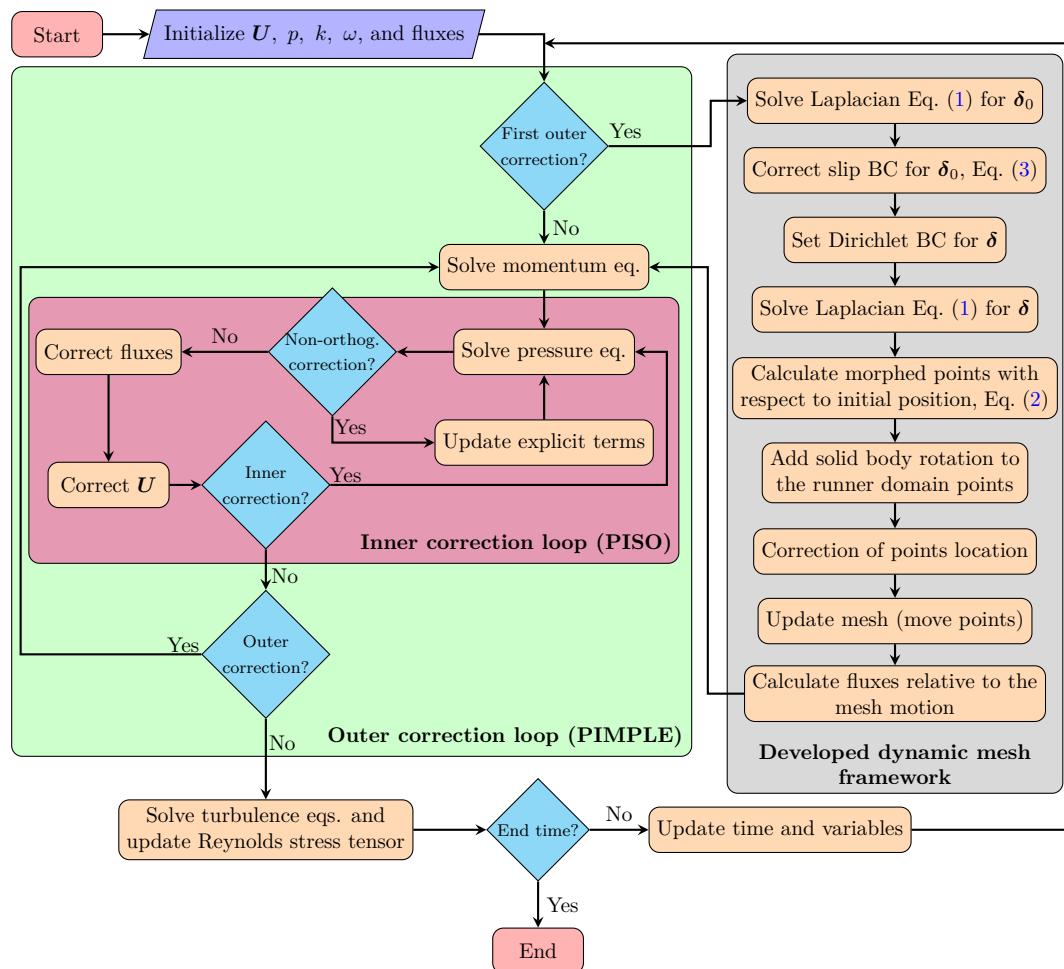 Start
Initialize U, p, k, ω, and fluxes
First outer
correction?
Yes
No
Solve momentum eq.
Non-orthog.
correction?
No
Yes
Solve pressure eq.
Update explicit terms
Correct fluxes
Correct U
Inner
correction?
Yes
Inner correction loop (PISO)
No
Outer
correction?
Yes
Outer correction loop (PIMPLE)
No
Solve Laplacian Eq. (1) for δ₀
Correct slip BC for δ₀, Eq. (3)
Set Dirichlet BC for δ
Solve Laplacian Eq. (1) for δ
Calculate morphed points with
respect to initial position, Eq. (2)
Add solid body rotation to
the runner domain points
Correction of points location
Update mesh (move points)
Calculate fluxes relative to the
mesh motion
Developed dynamic mesh
framework
Solve turbulence eqs. and
update Reynolds stress tensor
End time?
No
Update time and variables
Yes
End